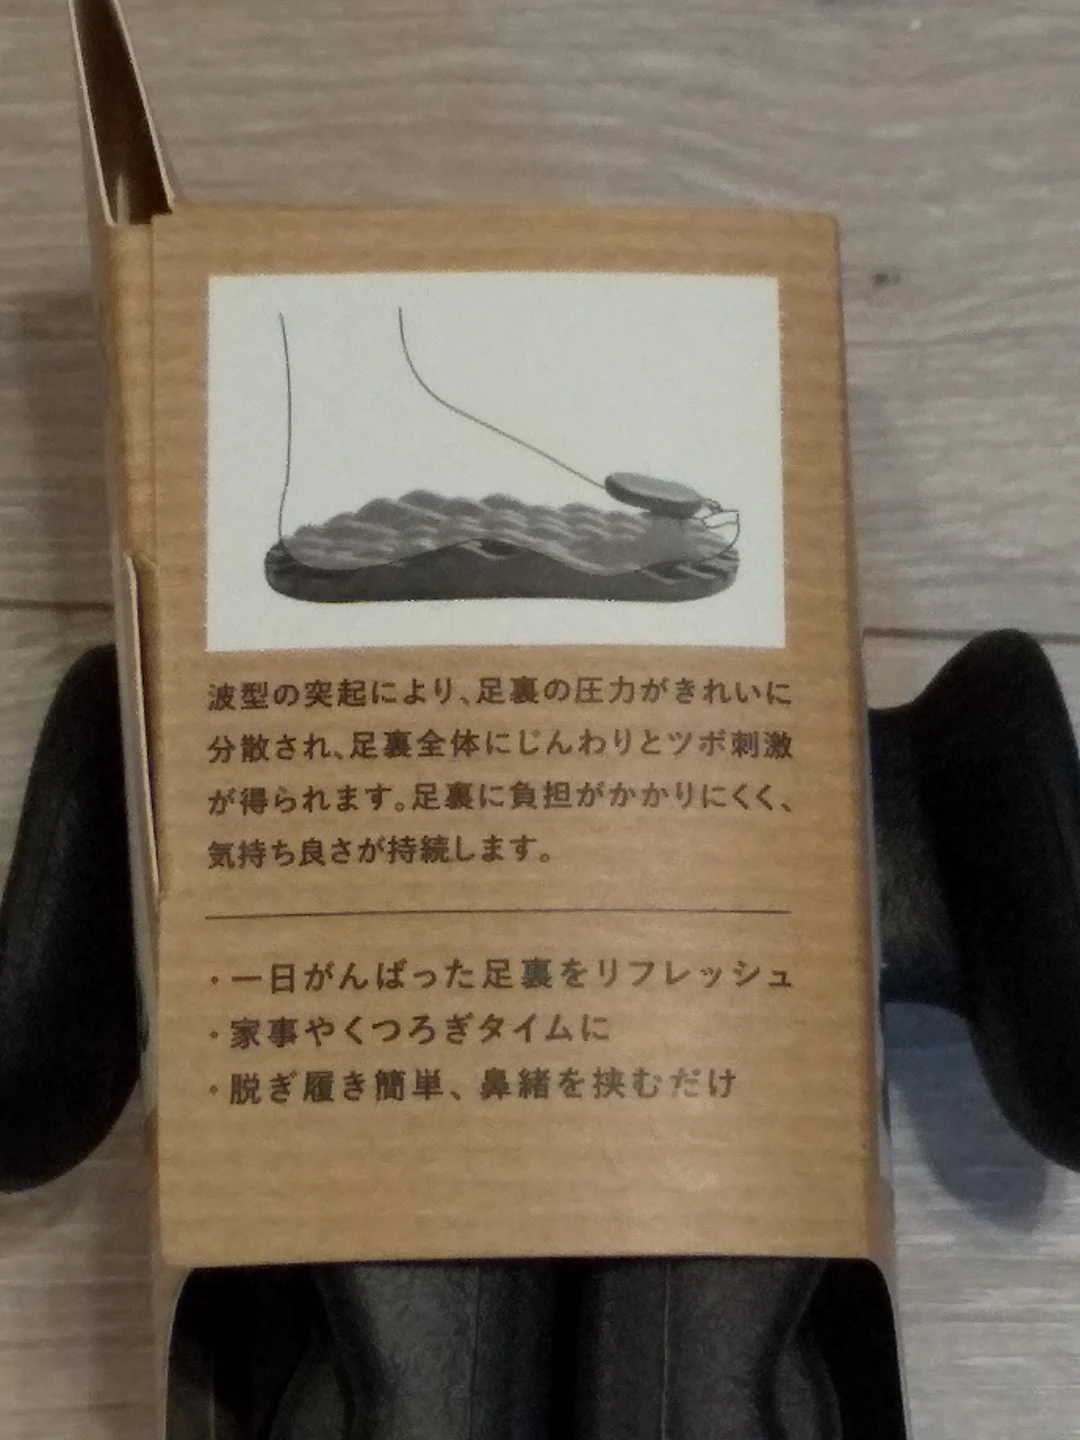 波型の突起により、足裏の圧力がきれいに
分散され、足裏全体にじんわりとツボ刺激
が得られます。足裏に負担がかかりにくく、
気持ち良さが持続します。
・一日がんばった足裏をリフレッシュ
・家事やくつろぎタイムに
・脱ぎ履き簡単、鼻緒を挟むだけ